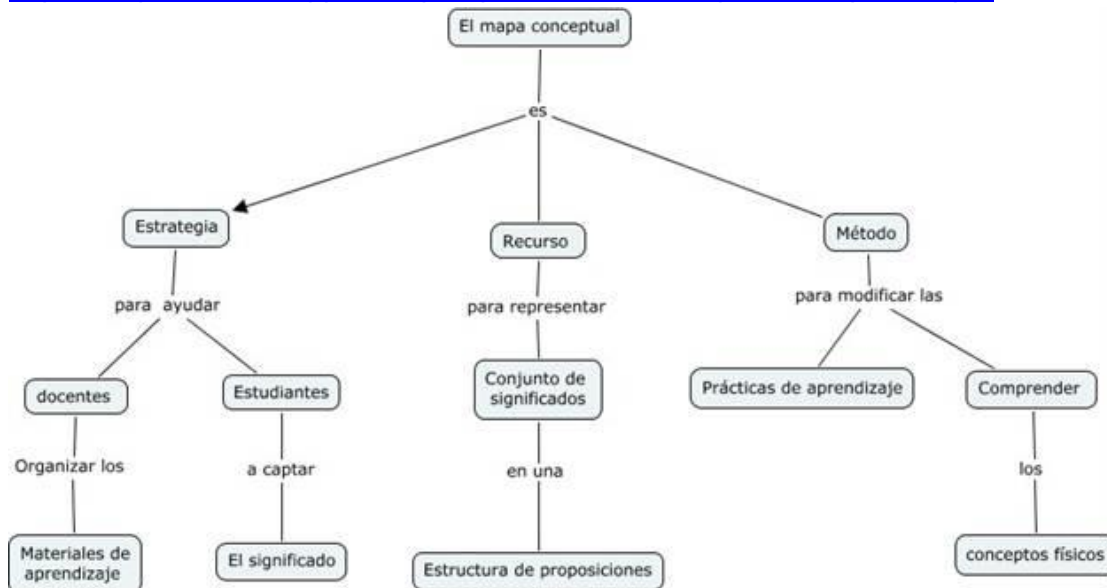 El mapa conceptual
es
Estrategia
Recurso
Método
para ayudar
para representar
para modificar las
docentes
Estudiantes
Conjunto de
significados
Prácticas de aprendizaje
Comprender
Organizar los
a captar
en una
los
Materiales de
aprendizaje
El significado
Estructura de proposiciones
conceptos físicos